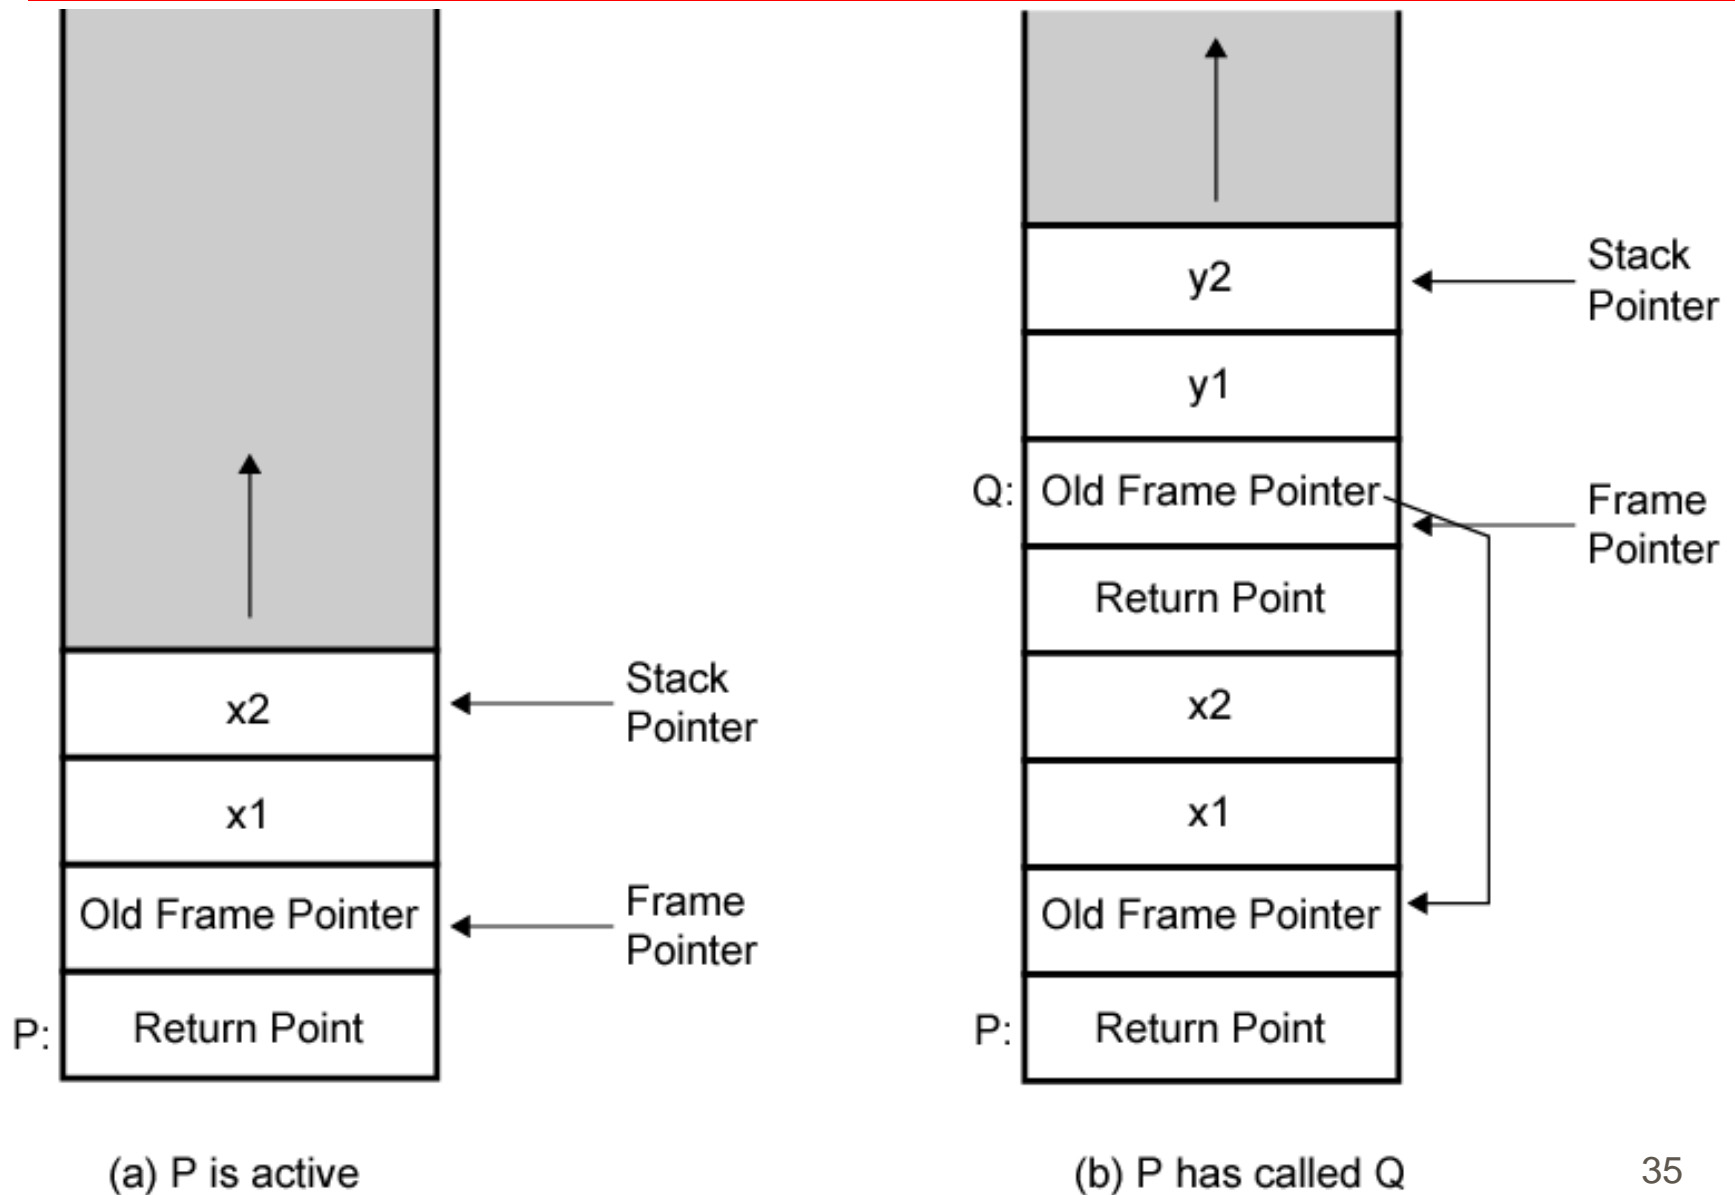 x2
x1
Old Frame Pointer
P: Return Point
Stack
Pointer
Frame
Pointer
(a) P is active
y2
y1
Q: Old Frame Pointer
Return Point
x2
x1
Old Frame Pointer
P: Return Point
Stack
Pointer
Frame
Pointer
(b) P has called Q
35